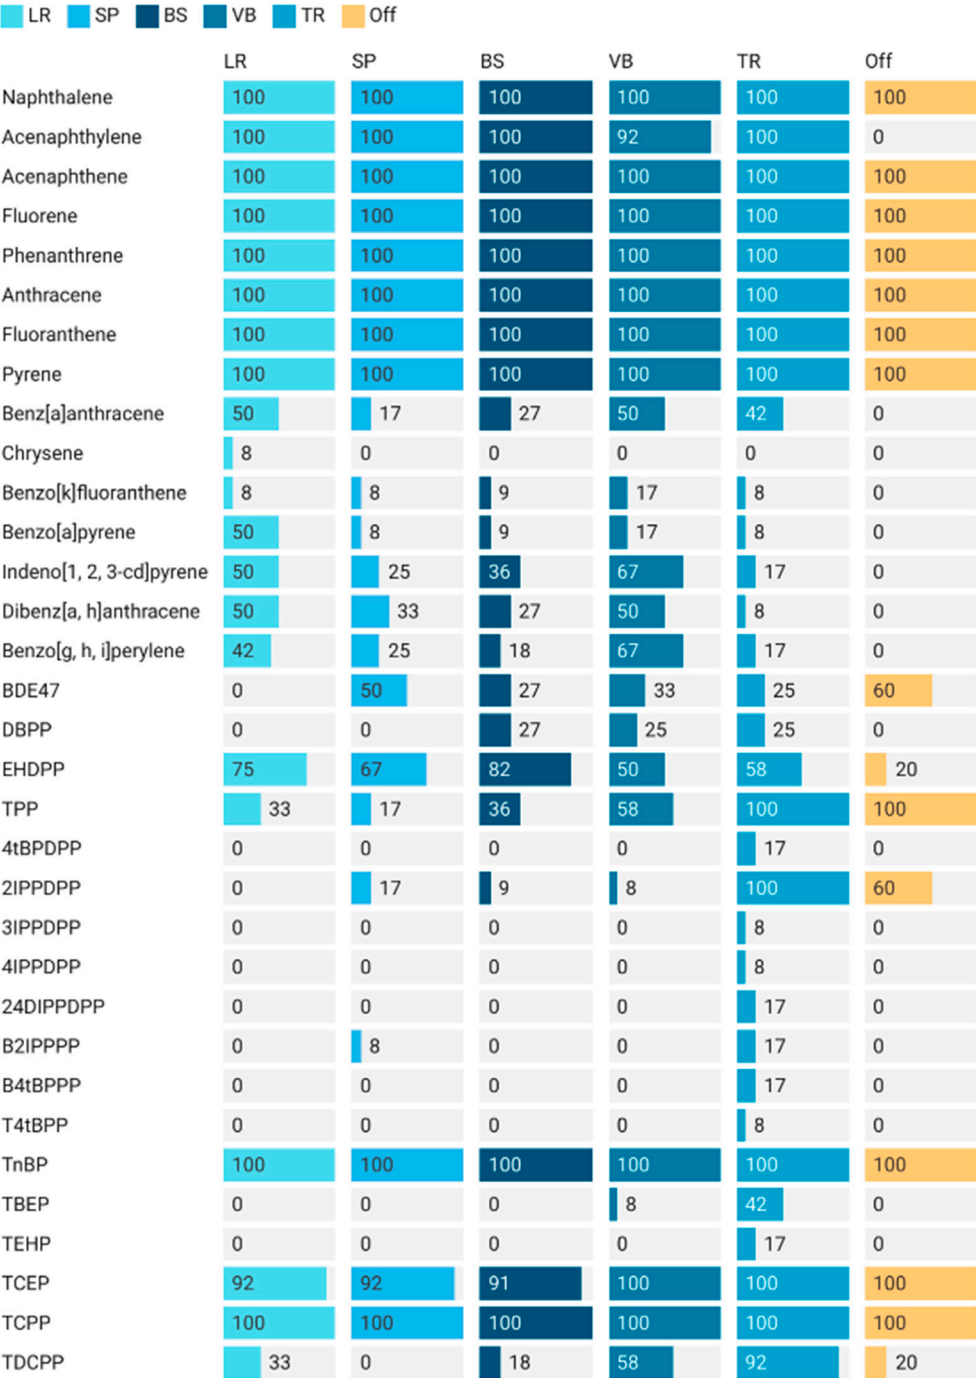 LR SP BS VB TR Off
LR SP BS VB TR Off
Naphthalene 100 100 100 100 100 100
Acenaphthylene 100 100 100 92 100 0
Acenaphthene 100 100 100 100 100 100
Fluorene 100 100 100 100 100 100
Phenanthrene 100 100 100 100 100 100
Anthracene 100 100 100 100 100 100
Fluoranthene 100 100 100 100 100 100
Pyrene 100 100 100 100 100 100
Benz[a]anthracene 50 17 27 50 42 0
Chrysene 8 0 0 0 0 0
Benzo[k]fluoranthene 8 8 9 17 8 0
Benzo[a]pyrene 50 8 9 17 8 0
Indeno[1, 2, 3-cd]pyrene 50 25 36 67 17 0
Dibenz[a, h]anthracene 50 33 27 50 8 0
Benzo[g, h, i]perylene 42 25 18 67 17 0
BDE47 0 50 27 33 25 60
DBPP 0 0 27 25 25 0
EHDPP 75 67 82 50 58 20
TPP 33 17 36 58 100 100
4tBPDPP 0 0 0 0 17 0
2IPPDPP 0 17 9 8 100 60
3IPPDPP 0 0 0 0 8 0
4IPPDPP 0 0 0 0 8 0
24DIPPDPP 0 0 0 0 17 0
B2IPPPP 0 8 0 0 17 0
B4tBPPP 0 0 0 0 17 0
T4tBPP 0 0 0 0 8 0
TnBP 100 100 100 100 100 100
TBEP 0 0 0 8 42 0
TEHP 0 0 0 0 17 0
TCEP 92 92 91 100 100 100
TCPP 100 100 100 100 100 100
TDCPP 33 0 18 58 92 20